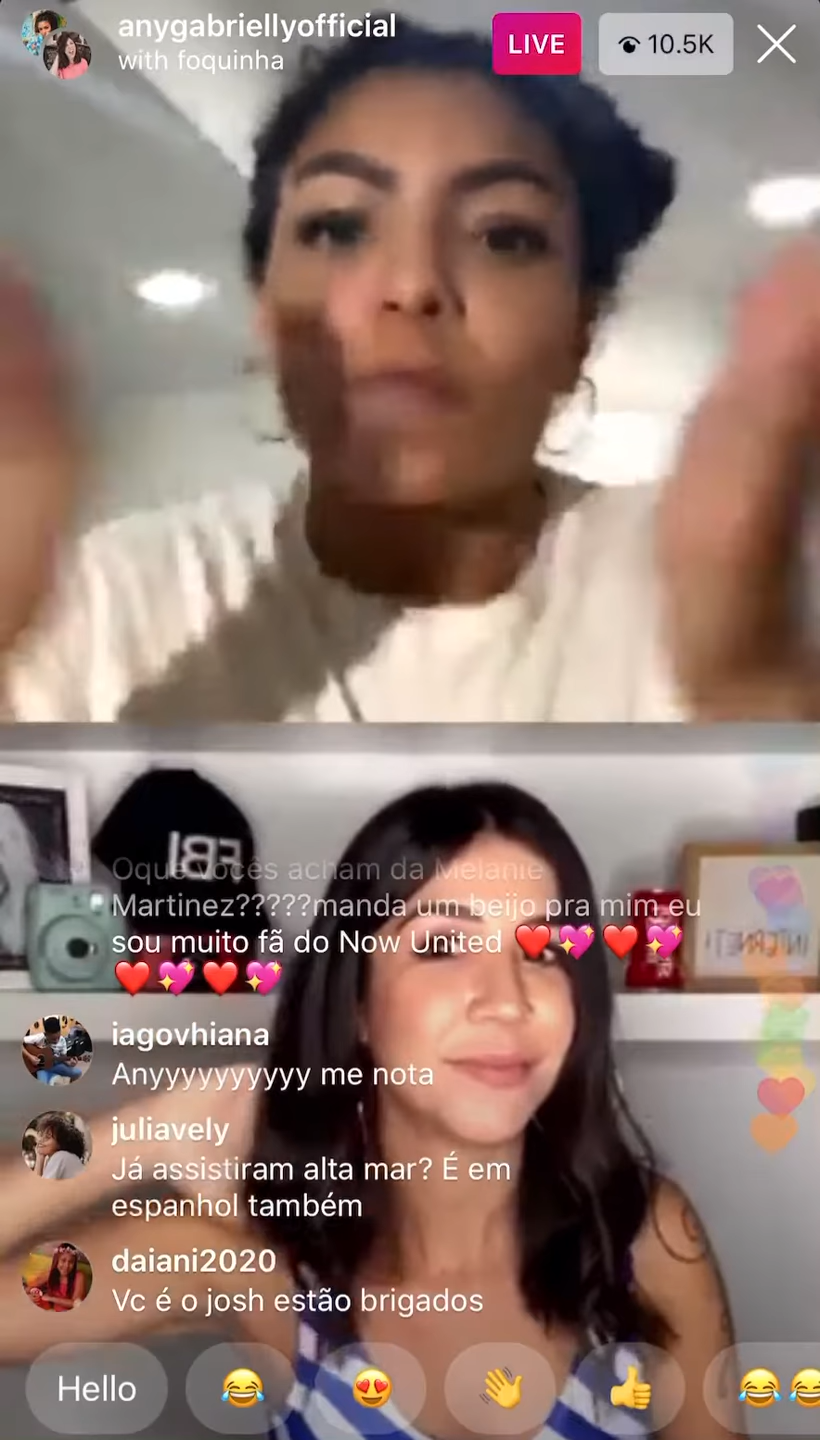 anygabriellyofficial
LIVE
10.5K
with foquinha
FBI
Oque vocês acham da Melanie
Martinez?????manda um beijo pra mim eu
sou muito fã do Now United ❤️💖❤️💖
❤️💖❤️💖
INTERNET
iagovhiana
Anyyyyyyyyyy me nota
juliavely
Já assistiram alta mar? É em
espanhol também
daiani2020
Vc é o josh estão brigados
Hello 😂 😍 👋 👍 😂😂